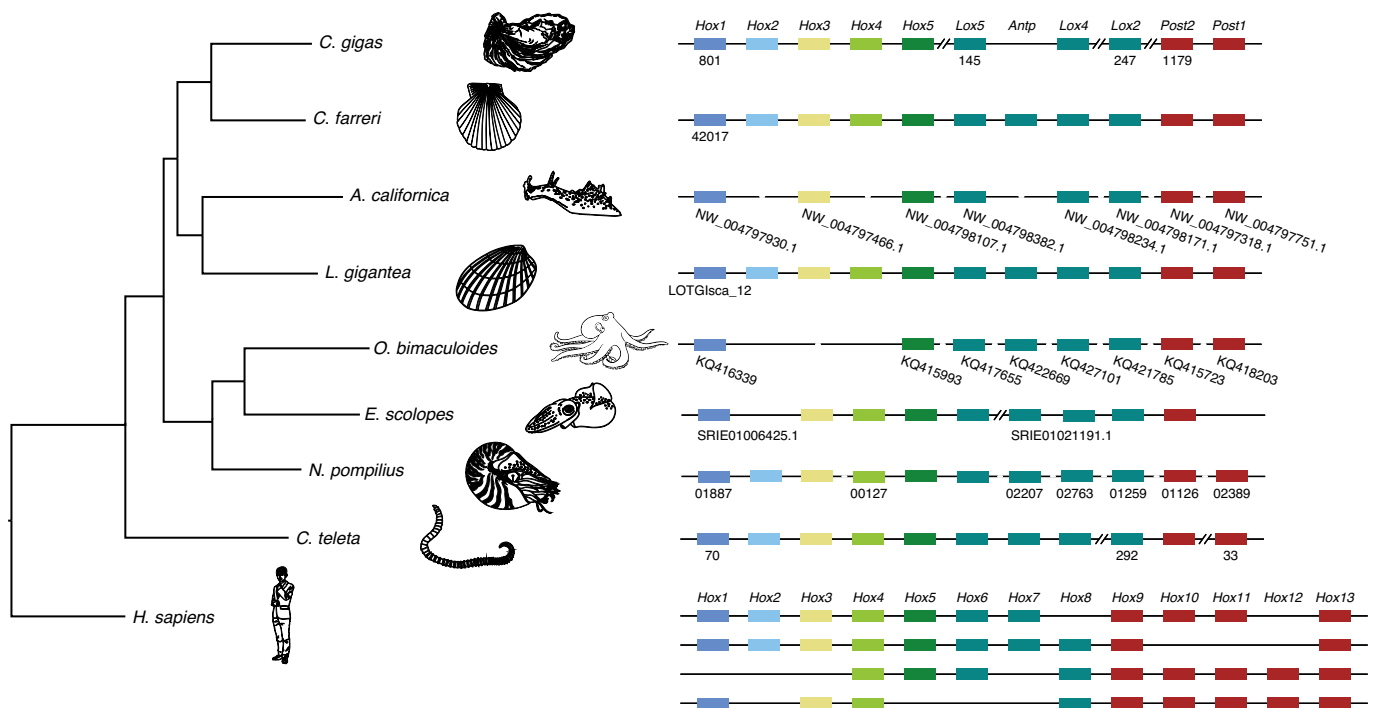 Hox1 Hox2 Hox3 Hox4 Hox5 Lox5 Antp Lox4 Lox2 Post2 Post1
C. gigas
801 145 247 1179
C. farreri
42017
A. californica
NW_004797930.1 NW_004797466.1 NW_004798107.1 NW_004798382.1 NW_004798234.1 NW_004798171.1 NW_004797318.1 NW_004797751.1
L. gigantea
LOTGIsca_12
O. bimaculoides
KQ416339 KQ415993 KQ417655 KQ422669 KQ427101 KQ421785 KQ415723 KQ418203
E. scolopes
SRIE01006425.1 SRIE01021191.1
N. pompilius
01887 00127 02207 02763 01259 01126 02389
C. teleta
70 292 33
Hox1 Hox2 Hox3 Hox4 Hox5 Hox6 Hox7 Hox8 Hox9 Hox10 Hox11 Hox12 Hox13
H. sapiens